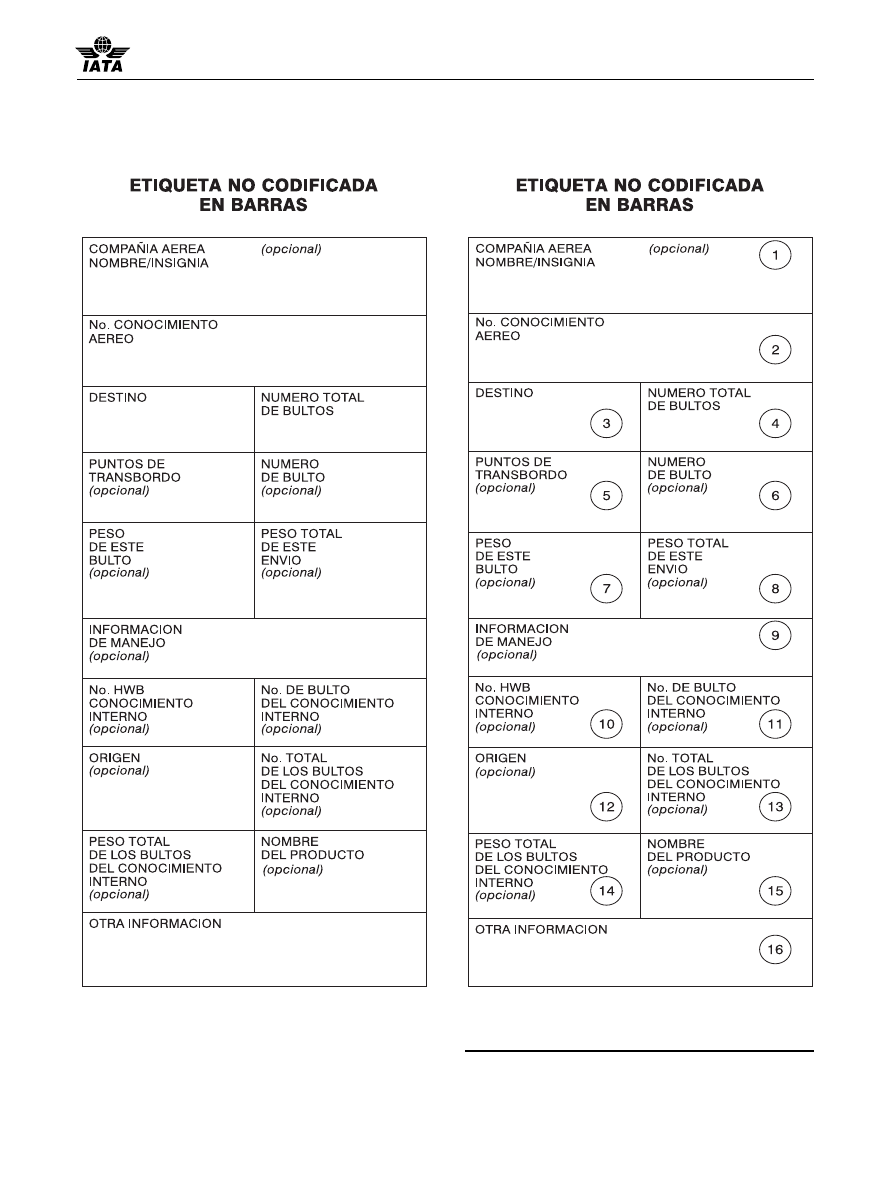 IATA
ETIQUETA NO CODIFICADA
EN BARRAS
COMPAÑIA AEREA (opcional)
NOMBRE/INSIGNIA
No. CONOCIMIENTO
AEREO
DESTINO
NUMERO TOTAL
DE BULTOS
PUNTOS DE
TRANSBORDO
(opcional)
NUMERO
DE BULTO
(opcional)
PESO
DE ESTE
BULTO
(opcional)
PESO TOTAL
DE ESTE
ENVIO
(opcional)
INFORMACION
DE MANEJO
(opcional)
No. HWB
CONOCIMIENTO
INTERNO
(opcional)
No. DE BULTO
DEL CONOCIMIENTO
INTERNO
(opcional)
ORIGEN
(opcional)
No. TOTAL
DE LOS BULTOS
DEL CONOCIMIENTO
INTERNO
(opcional)
PESO TOTAL
DE LOS BULTOS
DEL CONOCIMIENTO
INTERNO
(opcional)
NOMBRE
DEL PRODUCTO
(opcional)
OTRA INFORMACION
ETIQUETA NO CODIFICADA
EN BARRAS
COMPAÑIA AEREA (opcional) 1
NOMBRE/INSIGNIA
No. CONOCIMIENTO
AEREO
2
DESTINO
3
NUMERO TOTAL
DE BULTOS
4
PUNTOS DE
TRANSBORDO
(opcional) 5
NUMERO
DE BULTO
(opcional) 6
PESO
DE ESTE
BULTO
(opcional) 7
PESO TOTAL
DE ESTE
ENVIO
(opcional) 8
INFORMACION 9
DE MANEJO
(opcional)
No. HWB
CONOCIMIENTO
INTERNO
(opcional) 10
No. DE BULTO
DEL CONOCIMIENTO
INTERNO
(opcional) 11
ORIGEN
(opcional)
12
No. TOTAL
DE LOS BULTOS
DEL CONOCIMIENTO
INTERNO
(opcional) 13
PESO TOTAL
DE LOS BULTOS
DEL CONOCIMIENTO
INTERNO 14
(opcional)
NOMBRE
DEL PRODUCTO
(opcional)
15
OTRA INFORMACION
16